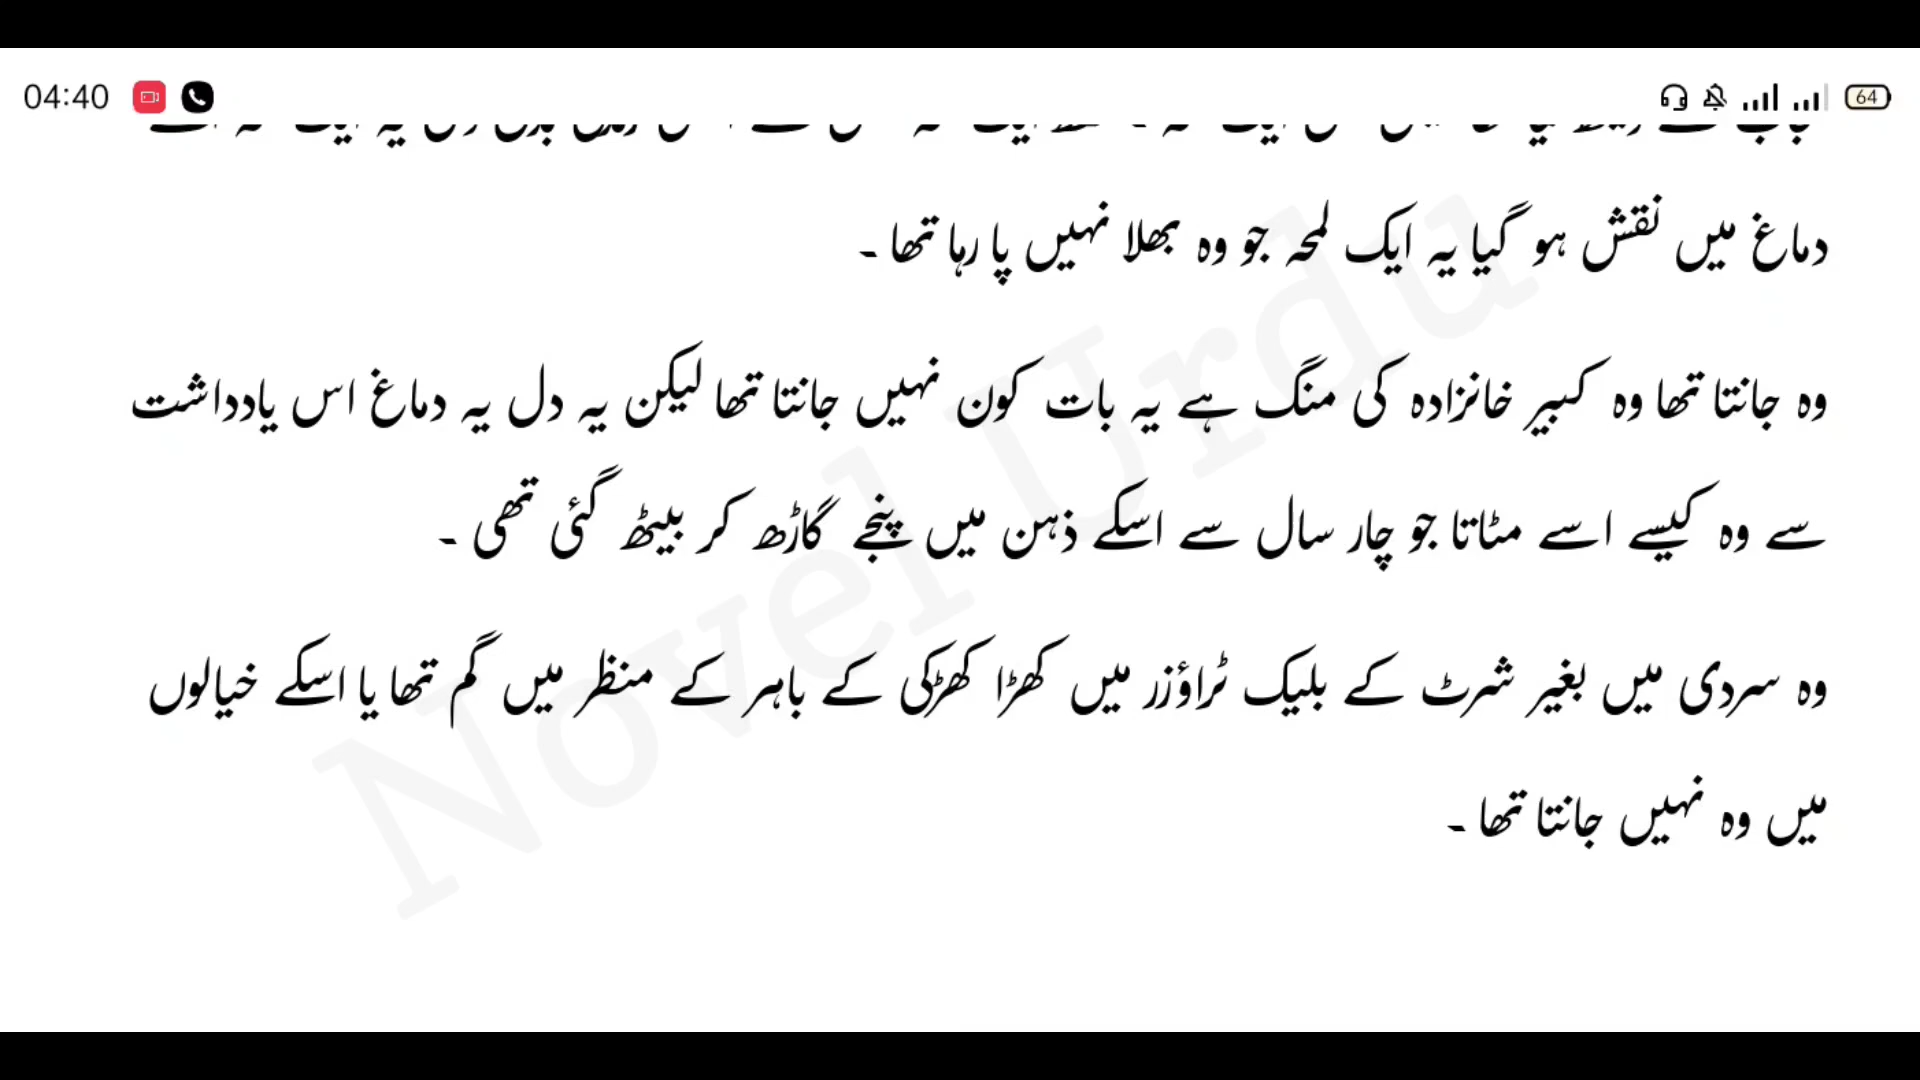 04:40
64
دماغ میں نقش ہو گیا یہ ایک لمحہ جو وہ بھلا نہیں پا رہا تھا ۔
وہ جانتا تھا وہ کبیر خانزادہ کی منگ ہے یہ بات کون نہیں جانتا تھا لیکن یہ دل یہ دماغ اس یادداشت
سے وہ کیسے اسے مٹاتا جو چار سال سے اسکے ذہن میں پنجے گاڑھ کر بیٹھ گئی تھی ۔
وہ سردی میں بغیر شرٹ کے بلیک ٹراؤزر میں کھڑا کھڑکی کے باہر کے منظر میں گم تھا یا اسکے خیالوں
میں وہ نہیں جانتا تھا ۔
Novel Urdu